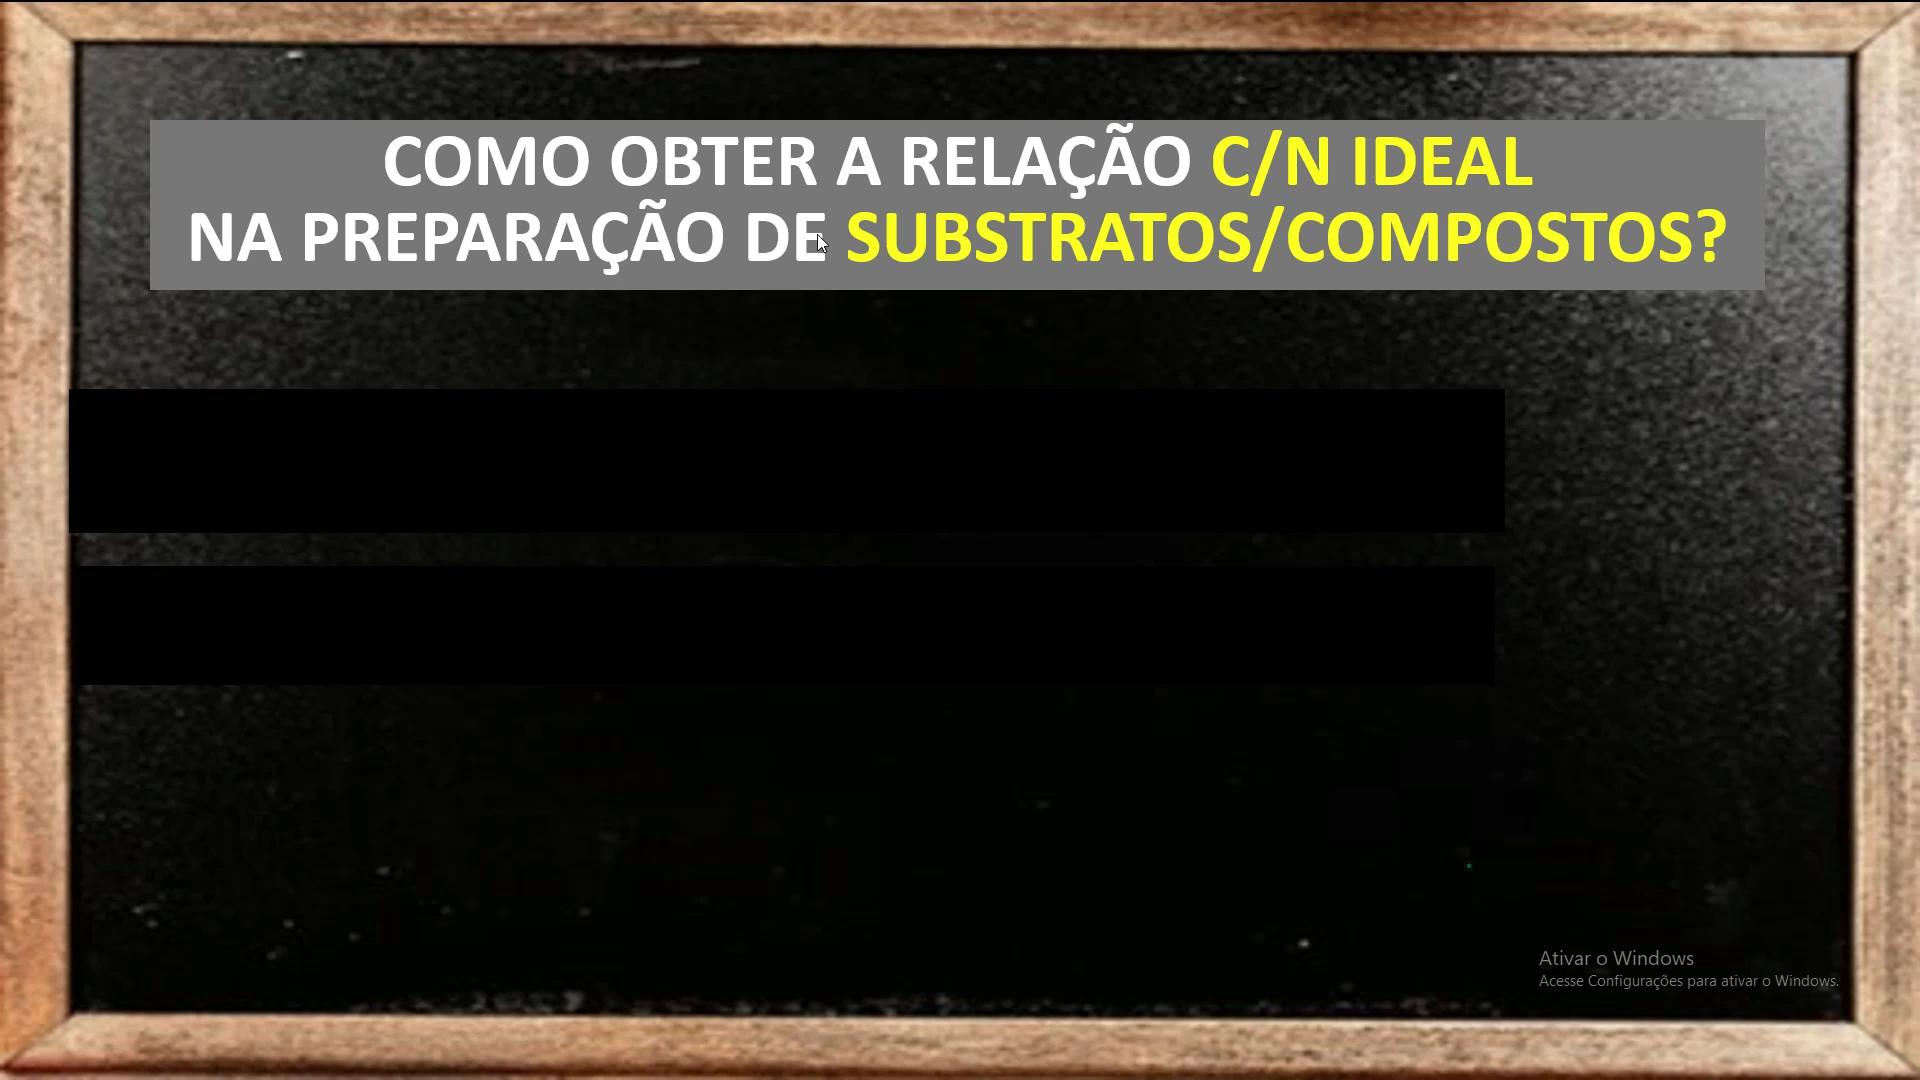 COMO OBTER A RELAÇÃO C/N IDEAL
NA PREPARAÇÃO DE SUBSTRATOS/COMPOSTOS?
Ativar o Windows
Acesse Configurações para ativar o Windows.